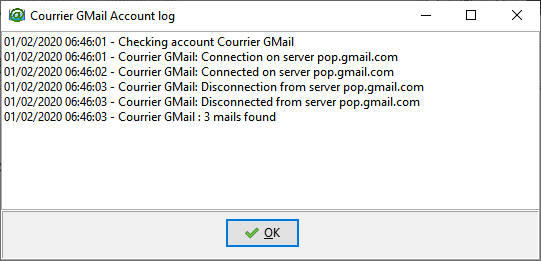 Courrier GMail Account log
01/02/2020 06:46:01 - Checking account Courrier GMail
01/02/2020 06:46:01 - Courrier GMail: Connection on server pop.gmail.com
01/02/2020 06:46:02 - Courrier GMail: Connected on server pop.gmail.com
01/02/2020 06:46:03 - Courrier GMail: Disconnection from server pop.gmail.com
01/02/2020 06:46:03 - Courrier GMail: Disconnected from server pop.gmail.com
01/02/2020 06:46:03 - Courrier GMail : 3 mails found
OK